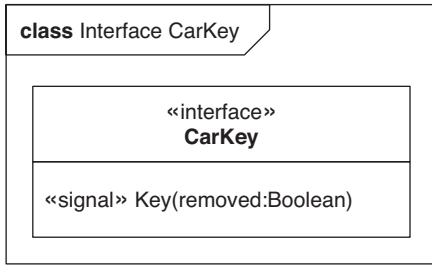 class Interface CarKey
«interface»
CarKey
«signal» Key(removed:Boolean)